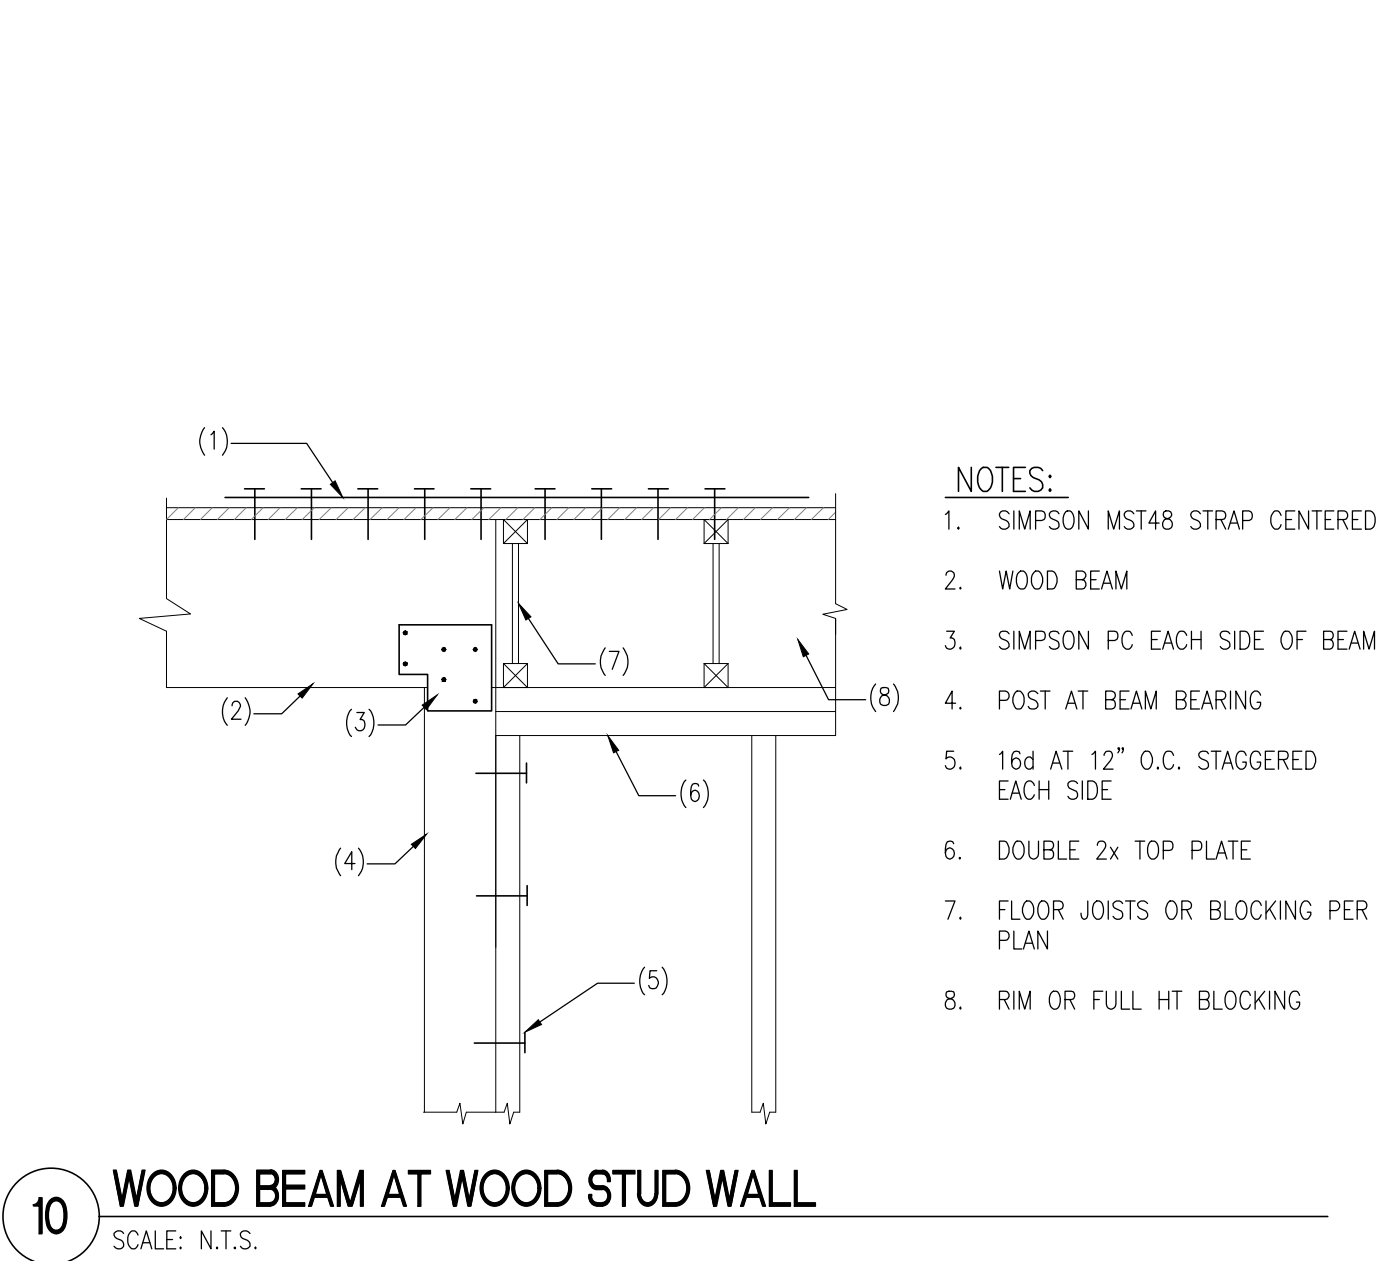 (1)
(2)
(3)
(7)
(8)
(6)
(4)
(5)
NOTES:
1. SIMPSON MST48 STRAP CENTERED
2. WOOD BEAM
3. SIMPSON PC EACH SIDE OF BEAM
4. POST AT BEAM BEARING
5. 16d AT 12” O.C. STAGGERED
EACH SIDE
6. DOUBLE 2x TOP PLATE
7. FLOOR JOISTS OR BLOCKING PER
PLAN
8. RIM OR FULL HT BLOCKING
10
WOOD BEAM AT WOOD STUD WALL
SCALE: N.T.S.